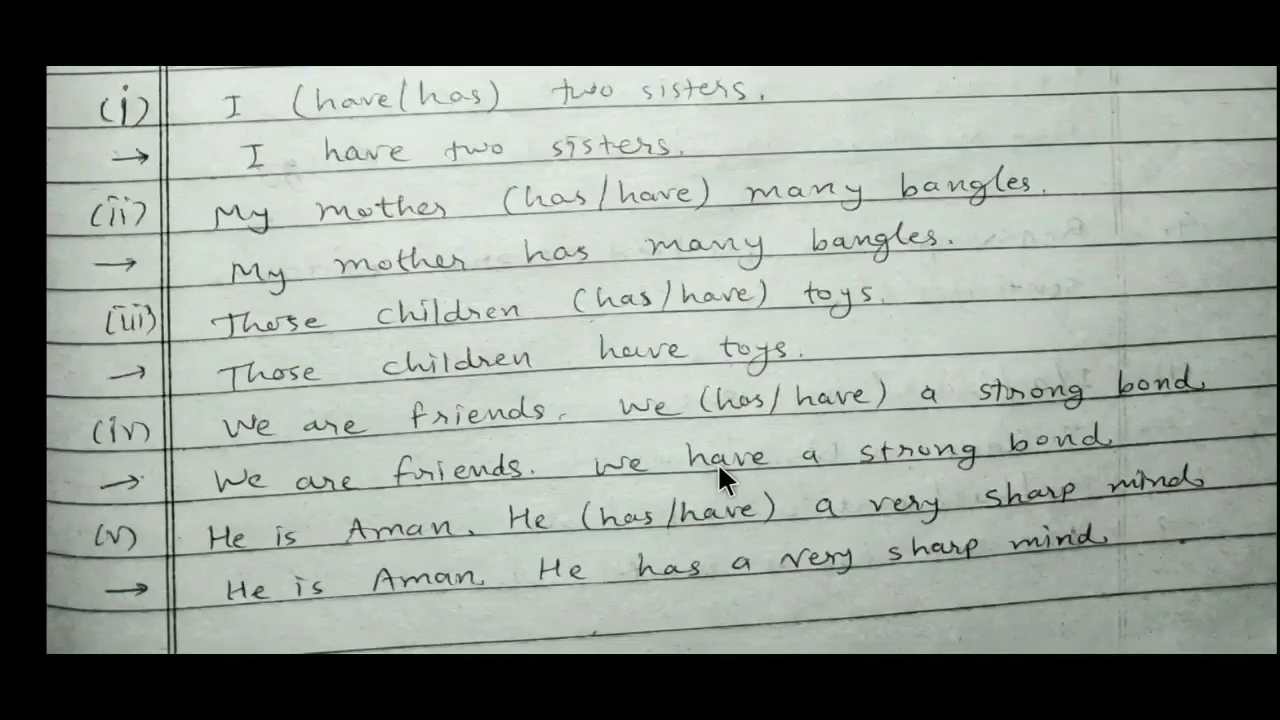 (i) I (have/has) two sisters.
→ I have two sisters.
(ii) My mother (has/have) many bangles.
→ My mother has many bangles.
(iii) Those children (has/have) toys.
→ Those children have toys.
(iv) We are friends. We (has/have) a strong bond.
→ We are friends. We have a strong bond.
(v) He is Aman. He (has/have) a very sharp mind.
→ He is Aman. He has a very sharp mind.